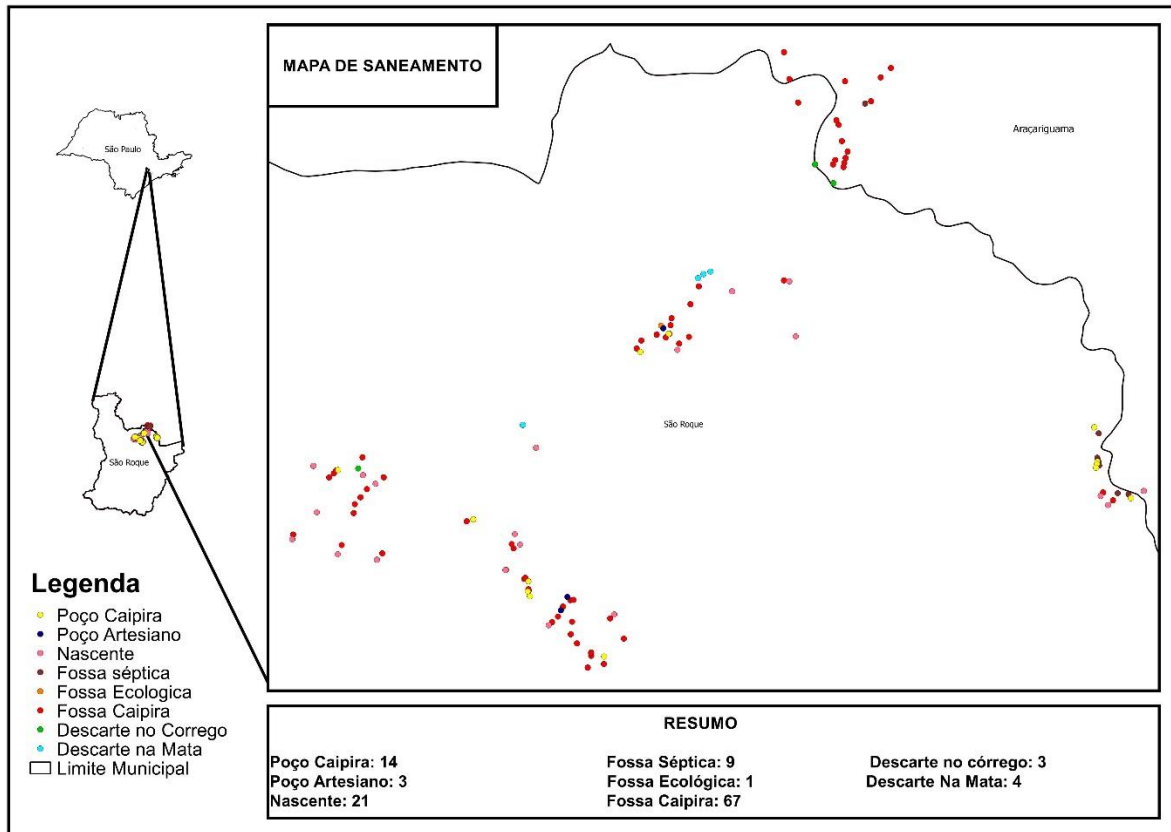 MAPA DE SANEAMENTO
Araçariguama
São Paulo
São Roque
São Roque
Legenda
Poço Caipira
Poço Artesiano
Nascente
Fossa séptica
Fossa Ecologica
Fossa Caipira
Descarte no Corrego
Descarte na Mata
Limite Municipal
RESUMO
Poço Caipira: 14
Poço Artesiano: 3
Nascente: 21
Fossa Séptica: 9
Fossa Ecológica: 1
Fossa Caipira: 67
Descarte no córrego: 3
Descarte Na Mata: 4